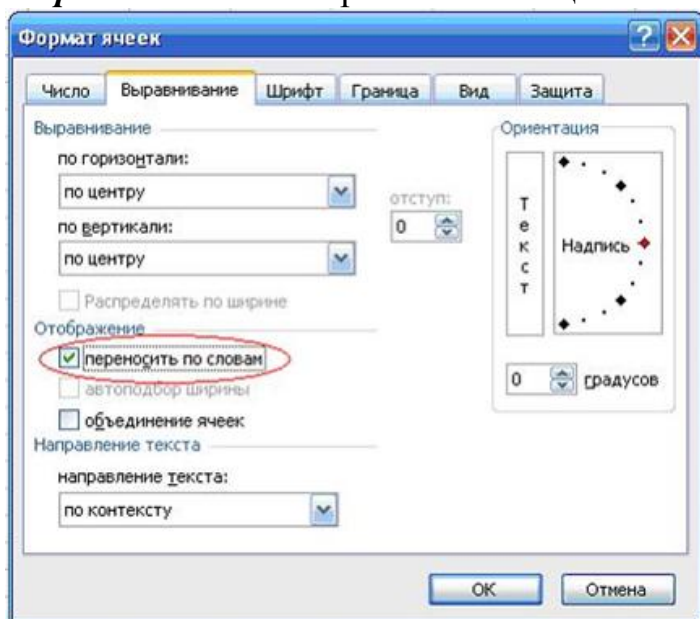 Формат ячеек
Число Выравнивание Шрифт Граница Вид Защита
Выравнивание
по горизонтали:
по центру
отступ:
по вертикали:
0
по центру
Распределять по ширине
Отображение
переносить по словам
автоподбор ширины
объединение ячеек
Направление текста
направление текста:
по контексту
Ориентация
Текст
Надпись
0 градусов
ОК Отмена